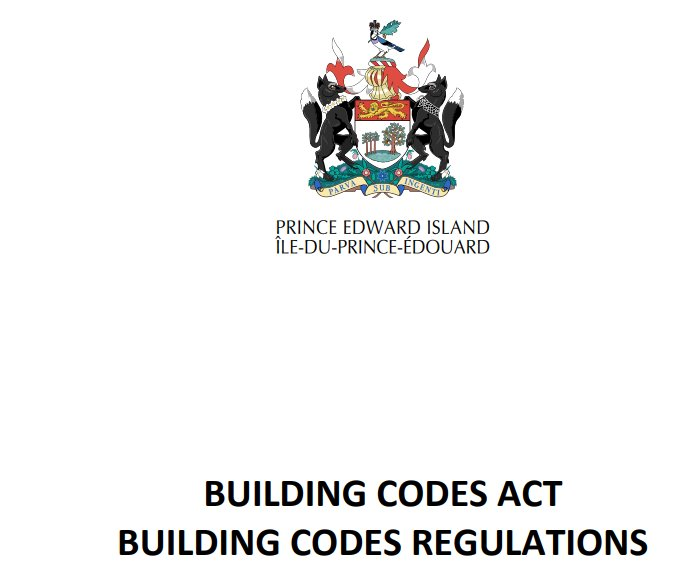 PARVA SUB INGENTI
PRINCE EDWARD ISLAND
ÎLE-DU-PRINCE-ÉDOUARD
BUILDING CODES ACT
BUILDING CODES REGULATIONS